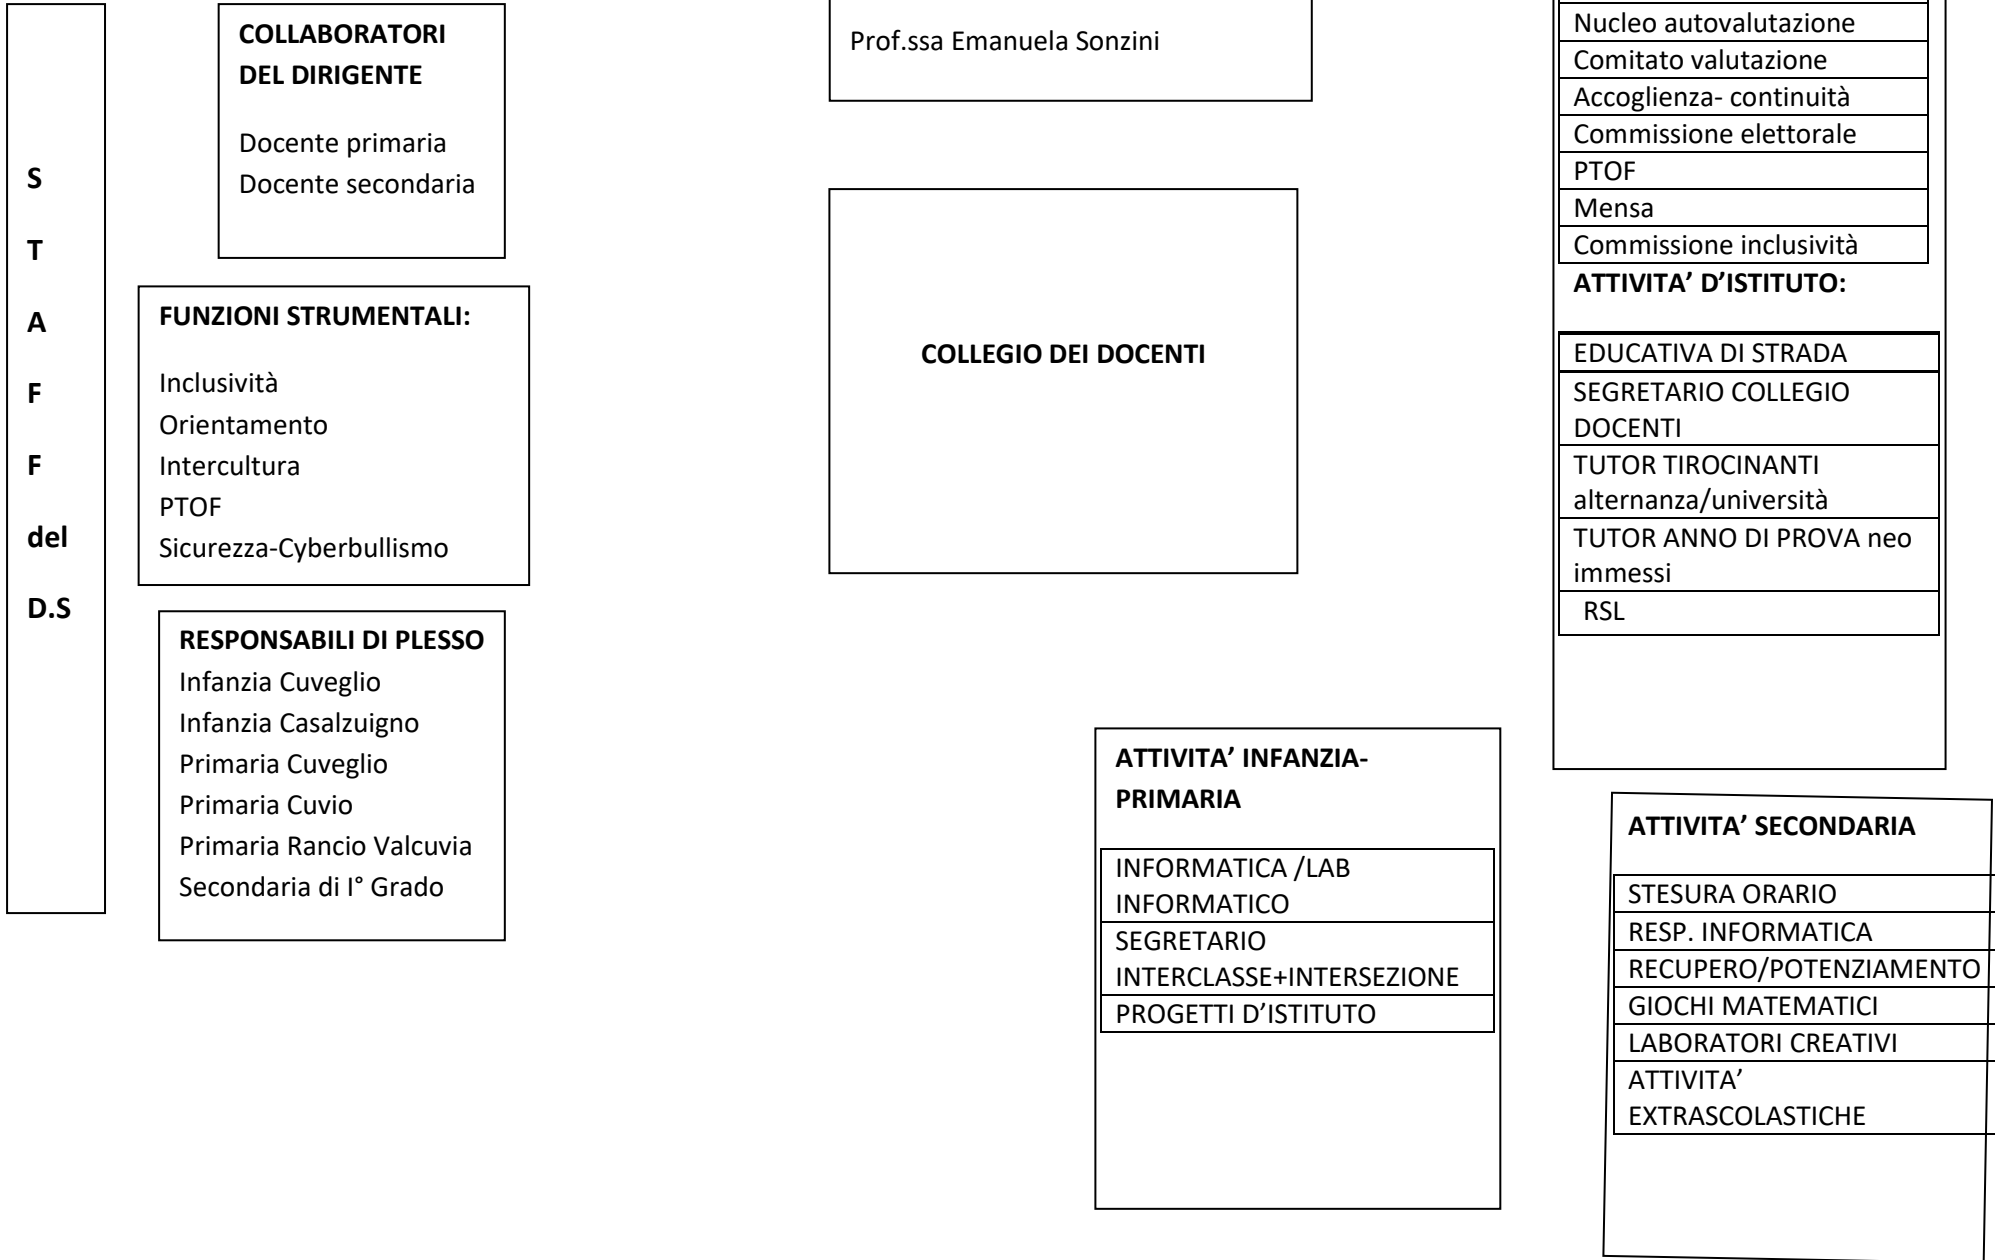 S
T
A
F
F
del
D.S
COLLABORATORI
DEL DIRIGENTE
Docente primaria
Docente secondaria
FUNZIONI STRUMENTALI:
Inclusività
Orientamento
Intercultura
PTOF
Sicurezza-Cyberbullismo
RESPONSABILI DI PLESSO
Infanzia Cuveglio
Infanzia Casalzuigno
Primaria Cuveglio
Primaria Cuvio
Primaria Rancio Valcuvia
Secondaria di I° Grado
Prof.ssa Emanuela Sonzini
COLLEGIO DEI DOCENTI
ATTIVITA’ INFANZIA-
PRIMARIA
INFORMATICA /LAB
INFORMATICO
SEGRETARIO
INTERCLASSE+INTERSEZIONE
PROGETTI D’ISTITUTO
Nucleo autovalutazione
Comitato valutazione
Accoglienza- continuità
Commissione elettorale
PTOF
Mensa
Commissione inclusività
ATTIVITA’ D’ISTITUTO:
EDUCATIVA DI STRADA
SEGRETARIO COLLEGIO
DOCENTI
TUTOR TIROCINANTI
alternanza/università
TUTOR ANNO DI PROVA neo
immessi
RSL
ATTIVITA’ SECONDARIA
STESURA ORARIO
RESP. INFORMATICA
RECUPERO/POTENZIAMENTO
GIOCHI MATEMATICI
LABORATORI CREATIVI
ATTIVITA’
EXTRASCOLASTICHE